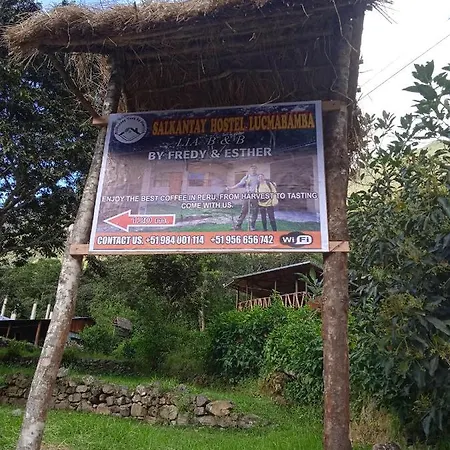 SALKANTAY HOSTEL LUCMABAMBA
LIA B & B
BY FREDY & ESTHER
ENJOY THE BEST COFFEE IN PERU, FROM HARVEST TO TASTING
COME WITH US.
CONTACT US: +51 984 001 114 +51 956 656 742 WiFi